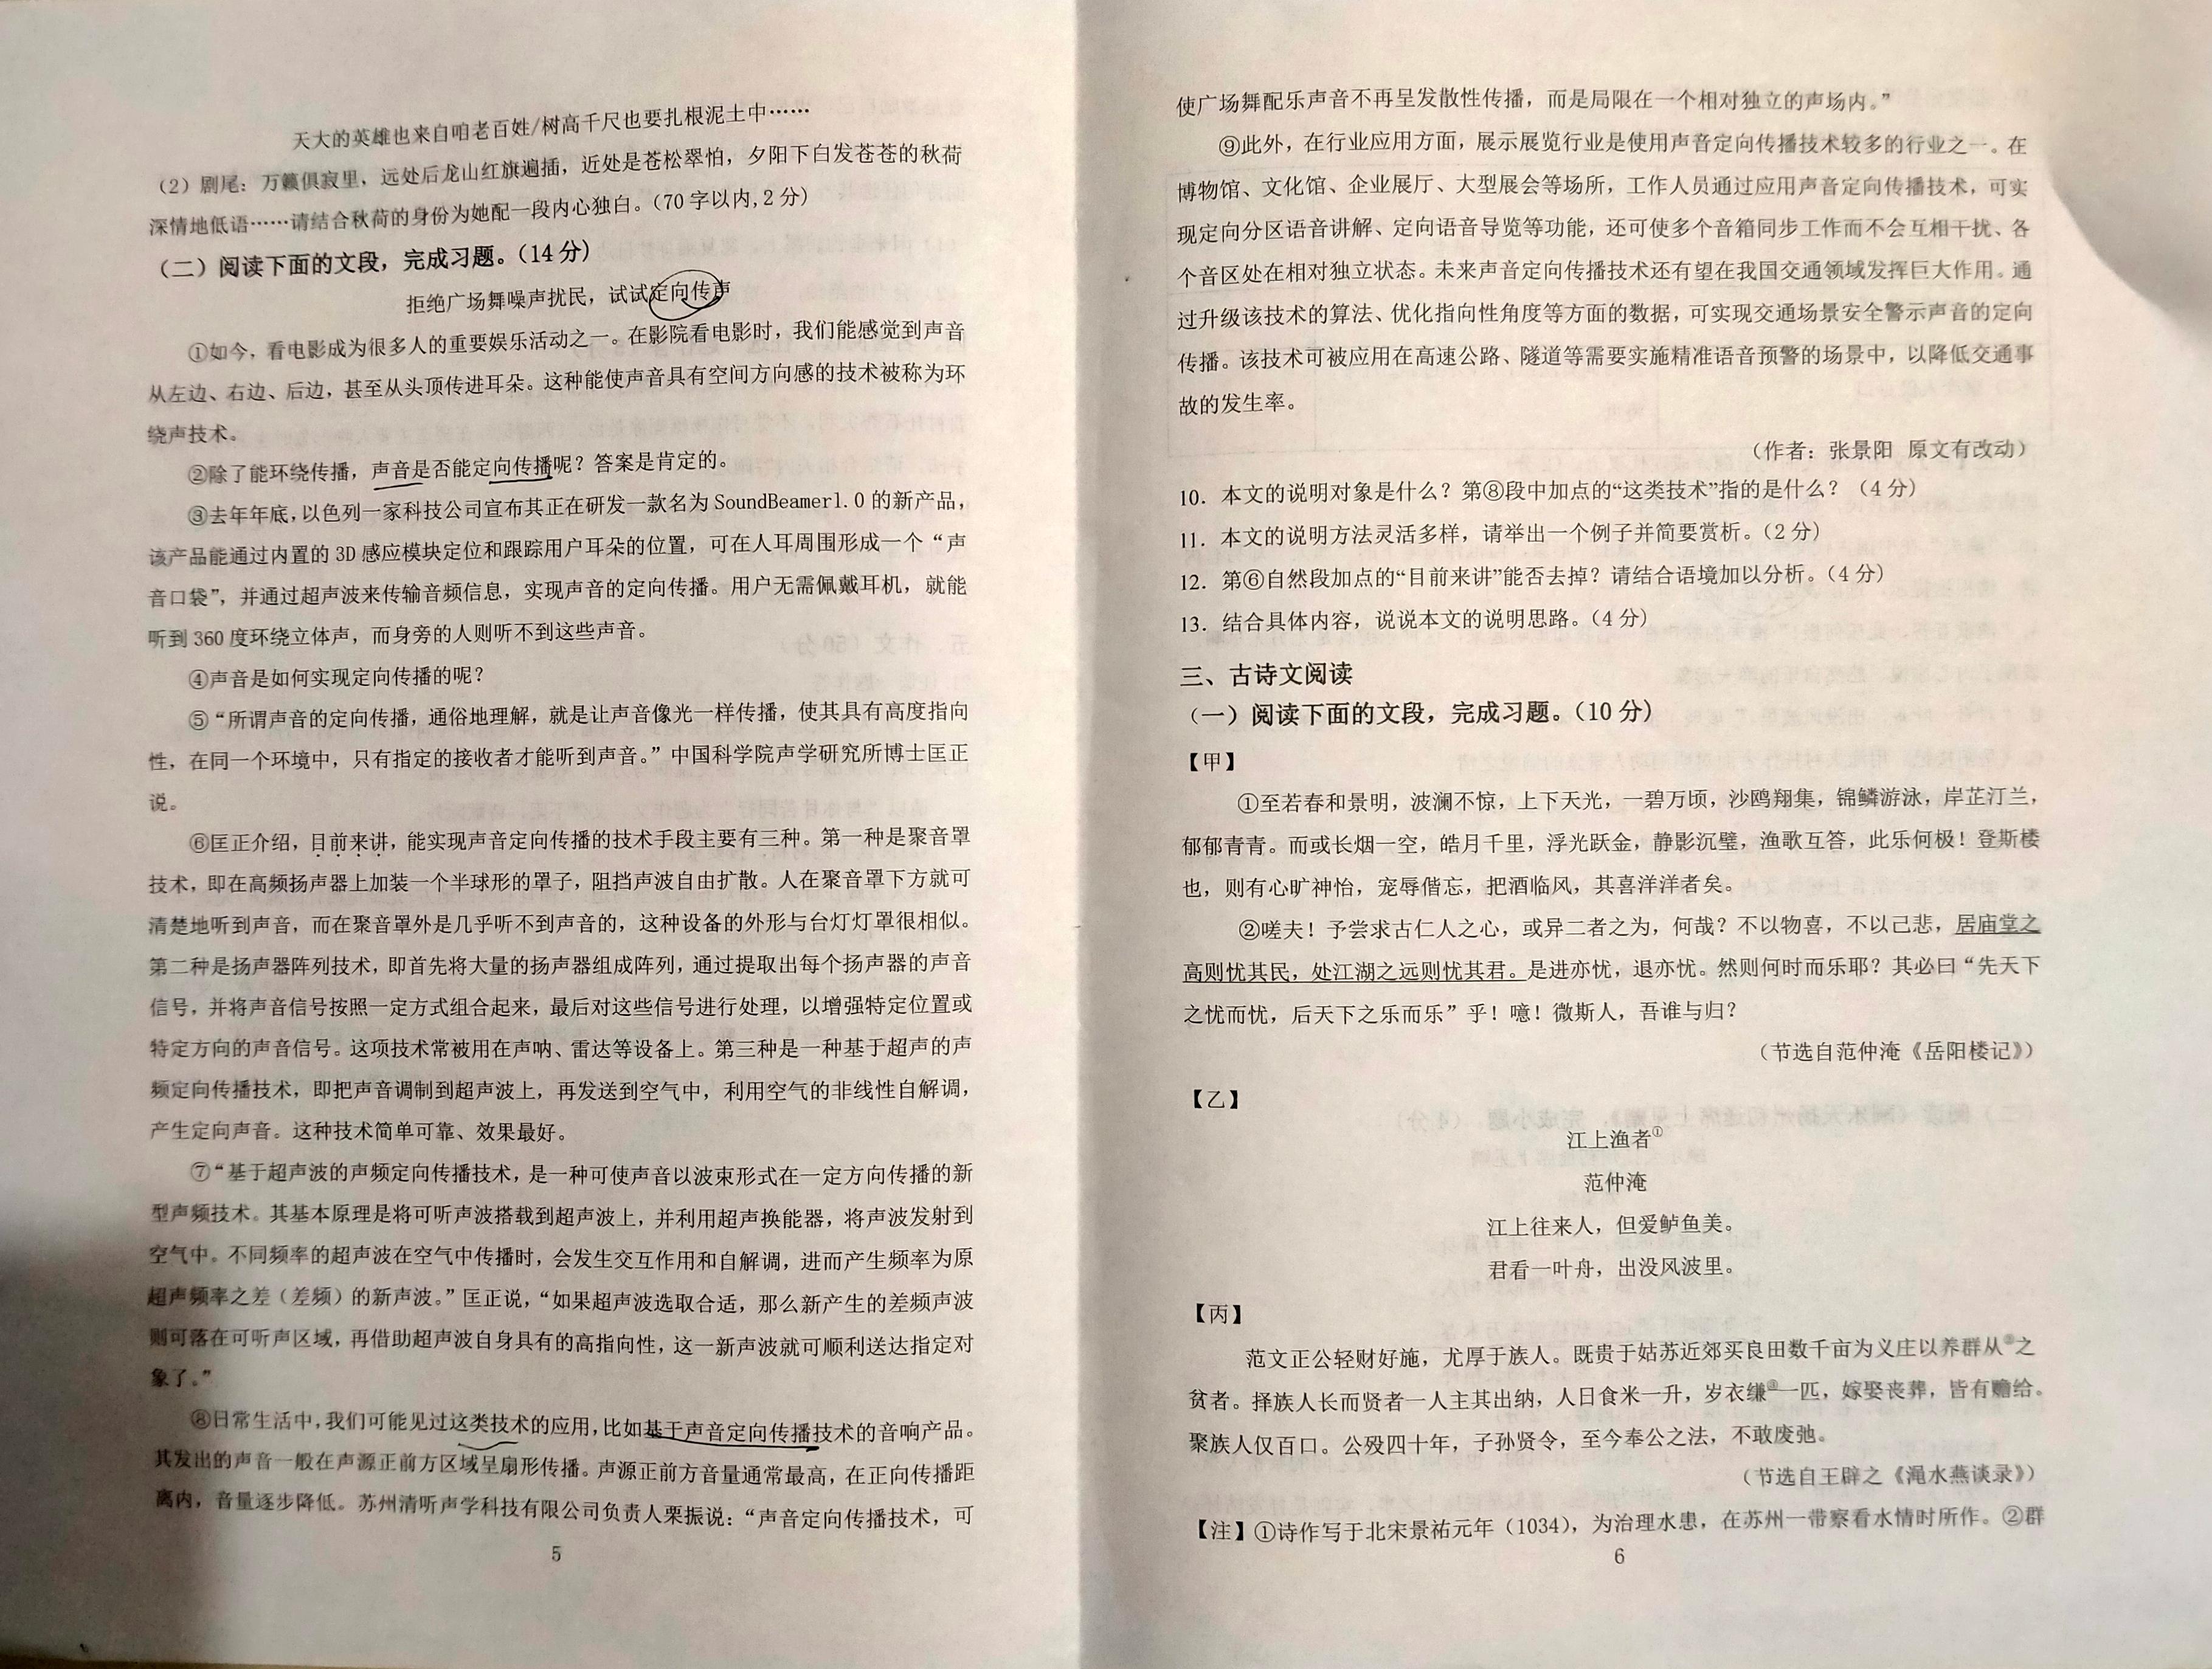 天大的英雄也来自咱老百姓/树高千尺也要扎根泥土中……
（2）剧尾：万籁俱寂里，远处后龙山红旗遍插，近处是苍松翠怕，夕阳下白发苍苍的秋荷
深情地低语……请结合秋荷的身份为她配一段内心独白。（70 字以内,2 分）
（二）阅读下面的文段，完成习题。（14 分）
拒绝广场舞噪声扰民，试试定向传声
①如今，看电影成为很多人的重要娱乐活动之一。在影院看电影时，我们能感觉到声音
从左边、右边、后边，甚至从头顶传进耳朵。这种能使声音具有空间方向感的技术被称为环
绕声技术。
②除了能环绕传播，声音是否能定向传播呢？答案是肯定的。
③去年年底，以色列一家科技公司宣布其正在研发一款名为 SoundBeamer1.0 的新产品，
该产品能通过内置的 3D 感应模块定位和跟踪用户耳朵的位置，可在人耳周围形成一个“声
音口袋”，并通过超声波来传输音频信息，实现声音的定向传播。用户无需佩戴耳机，就能
听到 360 度环绕立体声，而身旁的人则听不到这些声音。
④声音是如何实现定向传播的呢？
⑤“所谓声音的定向传播，通俗地理解，就是让声音像光一样传播，使其具有高度指向
性，在同一个环境中，只有指定的接收者才能听到声音。”中国科学院声学研究所博士匡正
说。
⑥匡正介绍，目前来讲，能实现声音定向传播的技术手段主要有三种。第一种是聚音罩
技术，即在高频扬声器上加装一个半球形的罩子，阻挡声波自由扩散。人在聚音罩下方就可
清楚地听到声音，而在聚音罩外是几乎听不到声音的，这种设备的外形与台灯灯罩很相似。
第二种是扬声器阵列技术，即首先将大量的扬声器组成阵列，通过提取出每个扬声器的声音
信号，并将声音信号按照一定方式组合起来，最后对这些信号进行处理，以增强特定位置或
特定方向的声音信号。这项技术常被用在声呐、雷达等设备上。第三种是一种基于超声的声
频定向传播技术，即把声音调制到超声波上，再发送到空气中，利用空气的非线性自解调，
产生定向声音。这种技术简单可靠、效果最好。
⑦“基于超声波的声频定向传播技术，是一种可使声音以波束形式在一定方向传播的新
型声频技术。其基本原理是将可听声波搭载到超声波上，并利用超声换能器，将声波发射到
空气中。不同频率的超声波在空气中传播时，会发生交互作用和自解调，进而产生频率为原
超声频率之差（差频）的新声波。”匡正说，“如果超声波选取合适，那么新产生的差频声波
则可落在可听声区域，再借助超声波自身具有的高指向性，这一新声波就可顺利送达指定对
象了。”
⑧日常生活中，我们可能见过这类技术的应用，比如基于声音定向传播技术的音响产品。
其发出的声音一般在声源正前方区域呈扇形传播。声源正前方音量通常最高，在正向传播距
离内，音量逐步降低。苏州清听声学科技有限公司负责人栗振说：“声音定向传播技术，可
5
使广场舞配乐声音不再呈发散性传播，而是局限在一个相对独立的声场内。”
⑨此外，在行业应用方面，展示展览行业是使用声音定向传播技术较多的行业之一。在
博物馆、文化馆、企业展厅、大型展会等场所，工作人员通过应用声音定向传播技术，可实
现定向分区语音讲解、定向语音导览等功能，还可使多个音箱同步工作而不会互相干扰、各
个音区处在相对独立状态。未来声音定向传播技术还有望在我国交通领域发挥巨大作用。通
过升级该技术的算法、优化指向性角度等方面的数据，可实现交通场景安全警示声音的定向
传播。该技术可被应用在高速公路、隧道等需要实施精准语音预警的场景中，以降低交通事
故的发生率。
（作者：张景阳 原文有改动）
10．本文的说明对象是什么？第⑧段中加点的“这类技术”指的是什么？（4 分）
11．本文的说明方法灵活多样，请举出一个例子并简要赏析。（2 分）
12．第⑥自然段加点的“目前来讲”能否去掉？请结合语境加以分析。（4 分）
13．结合具体内容，说说本文的说明思路。（4 分）
三、古诗文阅读
（一）阅读下面的文段，完成习题。（10 分）
【甲】
①至若春和景明，波澜不惊，上下天光，一碧万顷，沙鸥翔集，锦鳞游泳，岸芷汀兰，
郁郁青青。而或长烟一空，皓月千里，浮光跃金，静影沉璧，渔歌互答，此乐何极！登斯楼
也，则有心旷神怡，宠辱偕忘，把酒临风，其喜洋洋者矣。
②嗟夫！予尝求古仁人之心，或异二者之为，何哉？不以物喜，不以己悲，居庙堂之
高则忧其民，处江湖之远则忧其君。是进亦忧，退亦忧。然则何时而乐耶？其必曰“先天下
之忧而忧，后天下之乐而乐”乎！噫！微斯人，吾谁与归？
（节选自范仲淹《岳阳楼记》）
【乙】
江上渔者①
范仲淹
江上往来人，但爱鲈鱼美。
君看一叶舟，出没风波里。
【丙】
范文正公轻财好施，尤厚于族人。既贵于姑苏近郊买良田数千亩为义庄以养群从②之
贫者。择族人长而贤者一人主其出纳，人日食米一升，岁衣缣③一匹，嫁娶丧葬，皆有赡给。
聚族人仅百口。公殁四十年，子孙贤令，至今奉公之法，不敢废弛。
（节选自王辟之《渑水燕谈录》）
【注】①诗作写于北宋景祐元年（1034），为治理水患，在苏州一带察看水情时所作。②群
6